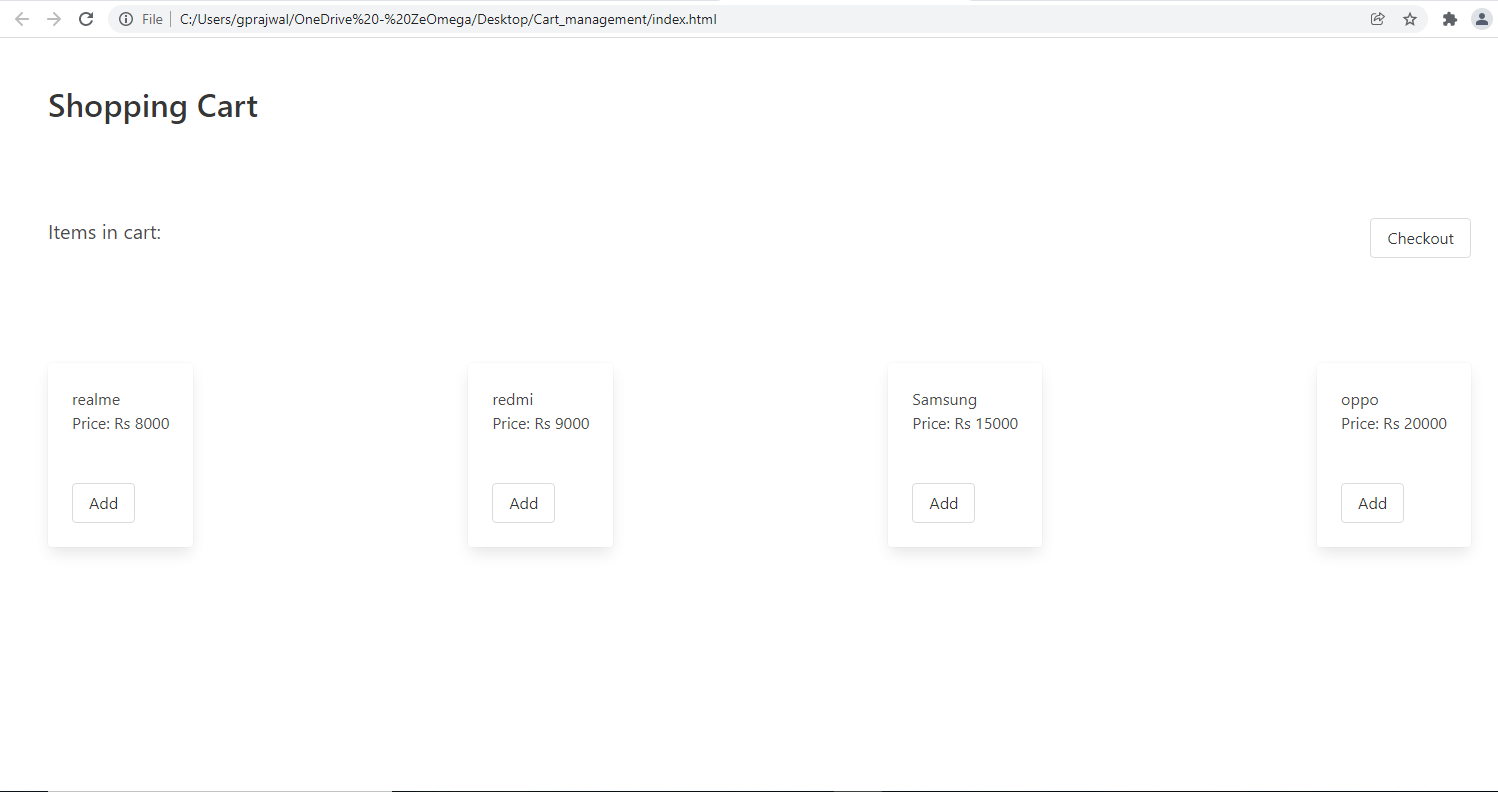 File C:/Users/gprajwal/OneDrive%20-%20ZeOmega/Desktop/Cart_management/index.html
Shopping Cart
Items in cart:
Checkout
realme
Price: Rs 8000
Add
redmi
Price: Rs 9000
Add
Samsung
Price: Rs 15000
Add
oppo
Price: Rs 20000
Add